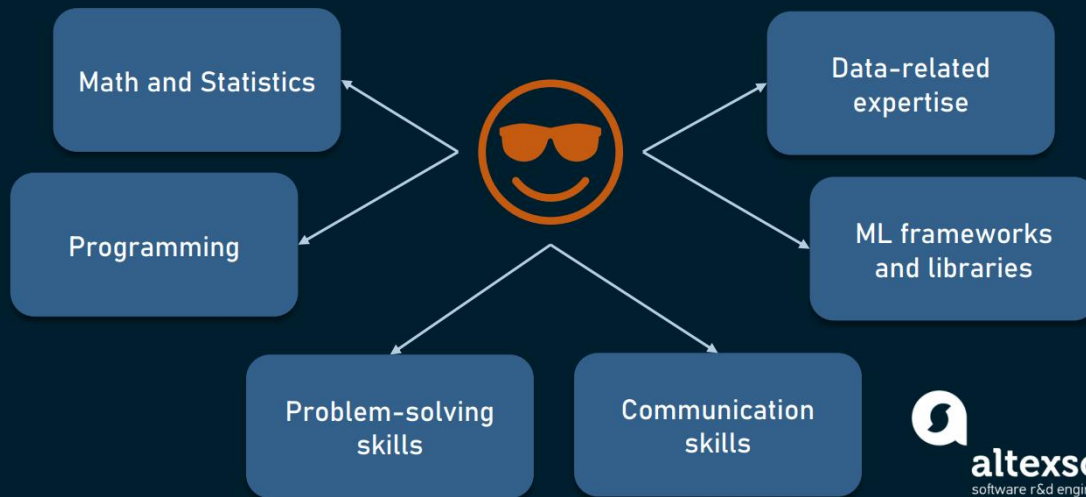 Math and Statistics
Data-related
expertise
Programming
ML frameworks
and libraries
Problem-solving
skills
Communication
skills